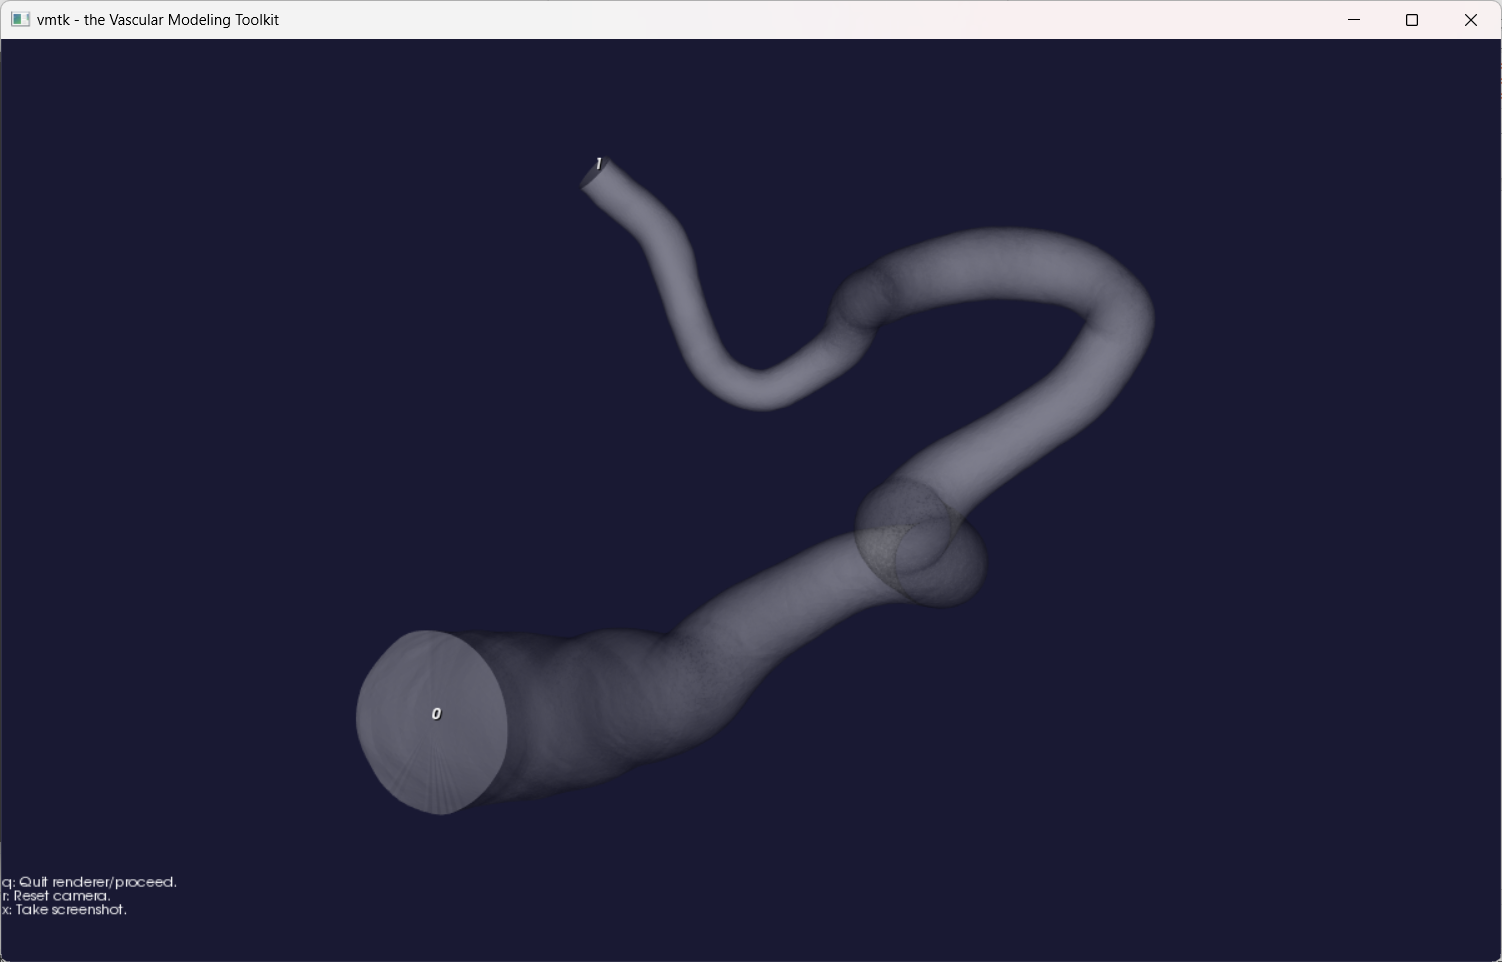 vmtk - the Vascular Modeling Toolkit
1
0
q: Quit renderer/proceed.
r: Reset camera.
x: Take screenshot.